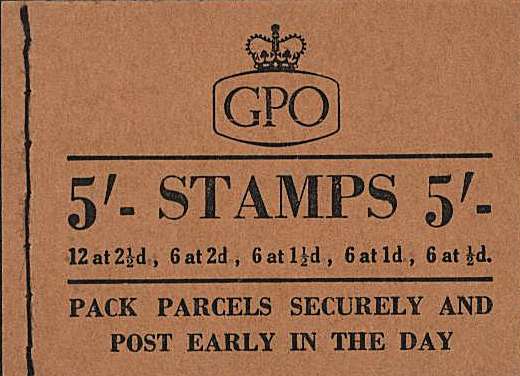 GPO
5/- STAMPS 5/-
12 at 2½d., 6 at 2d., 6 at 1½d., 6 at 1d., 6 at ½d.
PACK PARCELS SECURELY AND
POST EARLY IN THE DAY